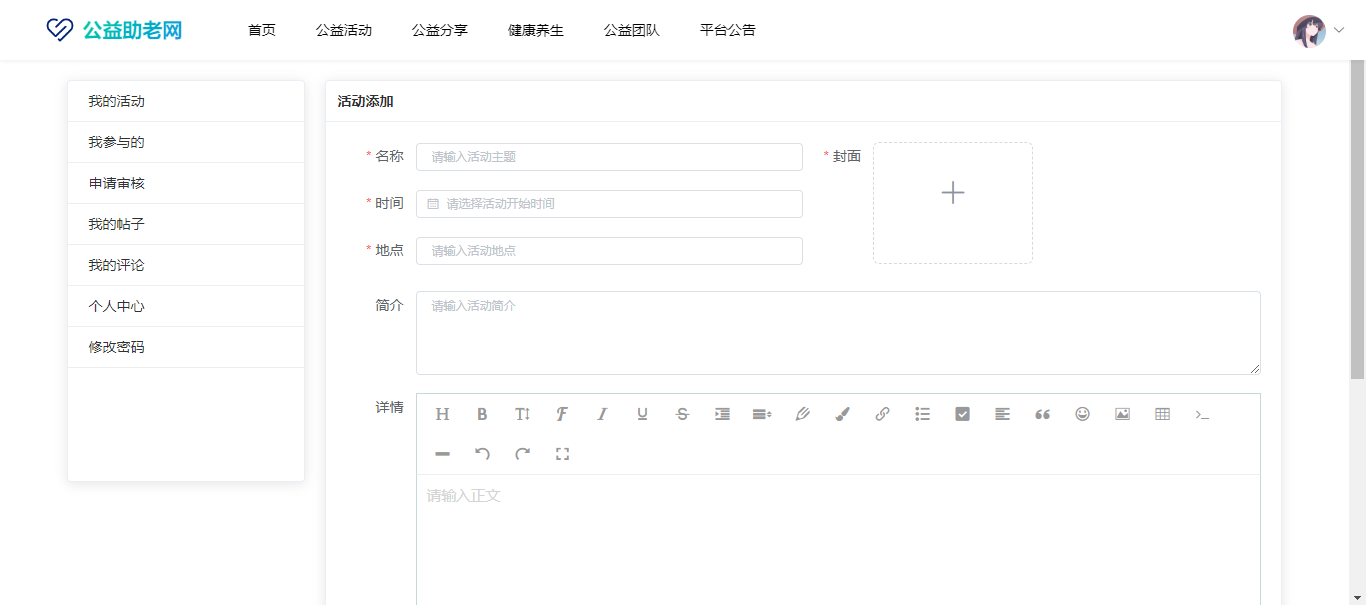 公益助老网 首页 公益活动 公益分享 健康养生 公益团队 平台公告
我的活动
我参与的
申请审核
我的帖子
我的评论
个人中心
修改密码
活动添加
* 名称 请输入活动主题
* 封面
* 时间 请选择活动开始时间
* 地点 请输入活动地点
简介 请输入活动简介
详情
请输入正文